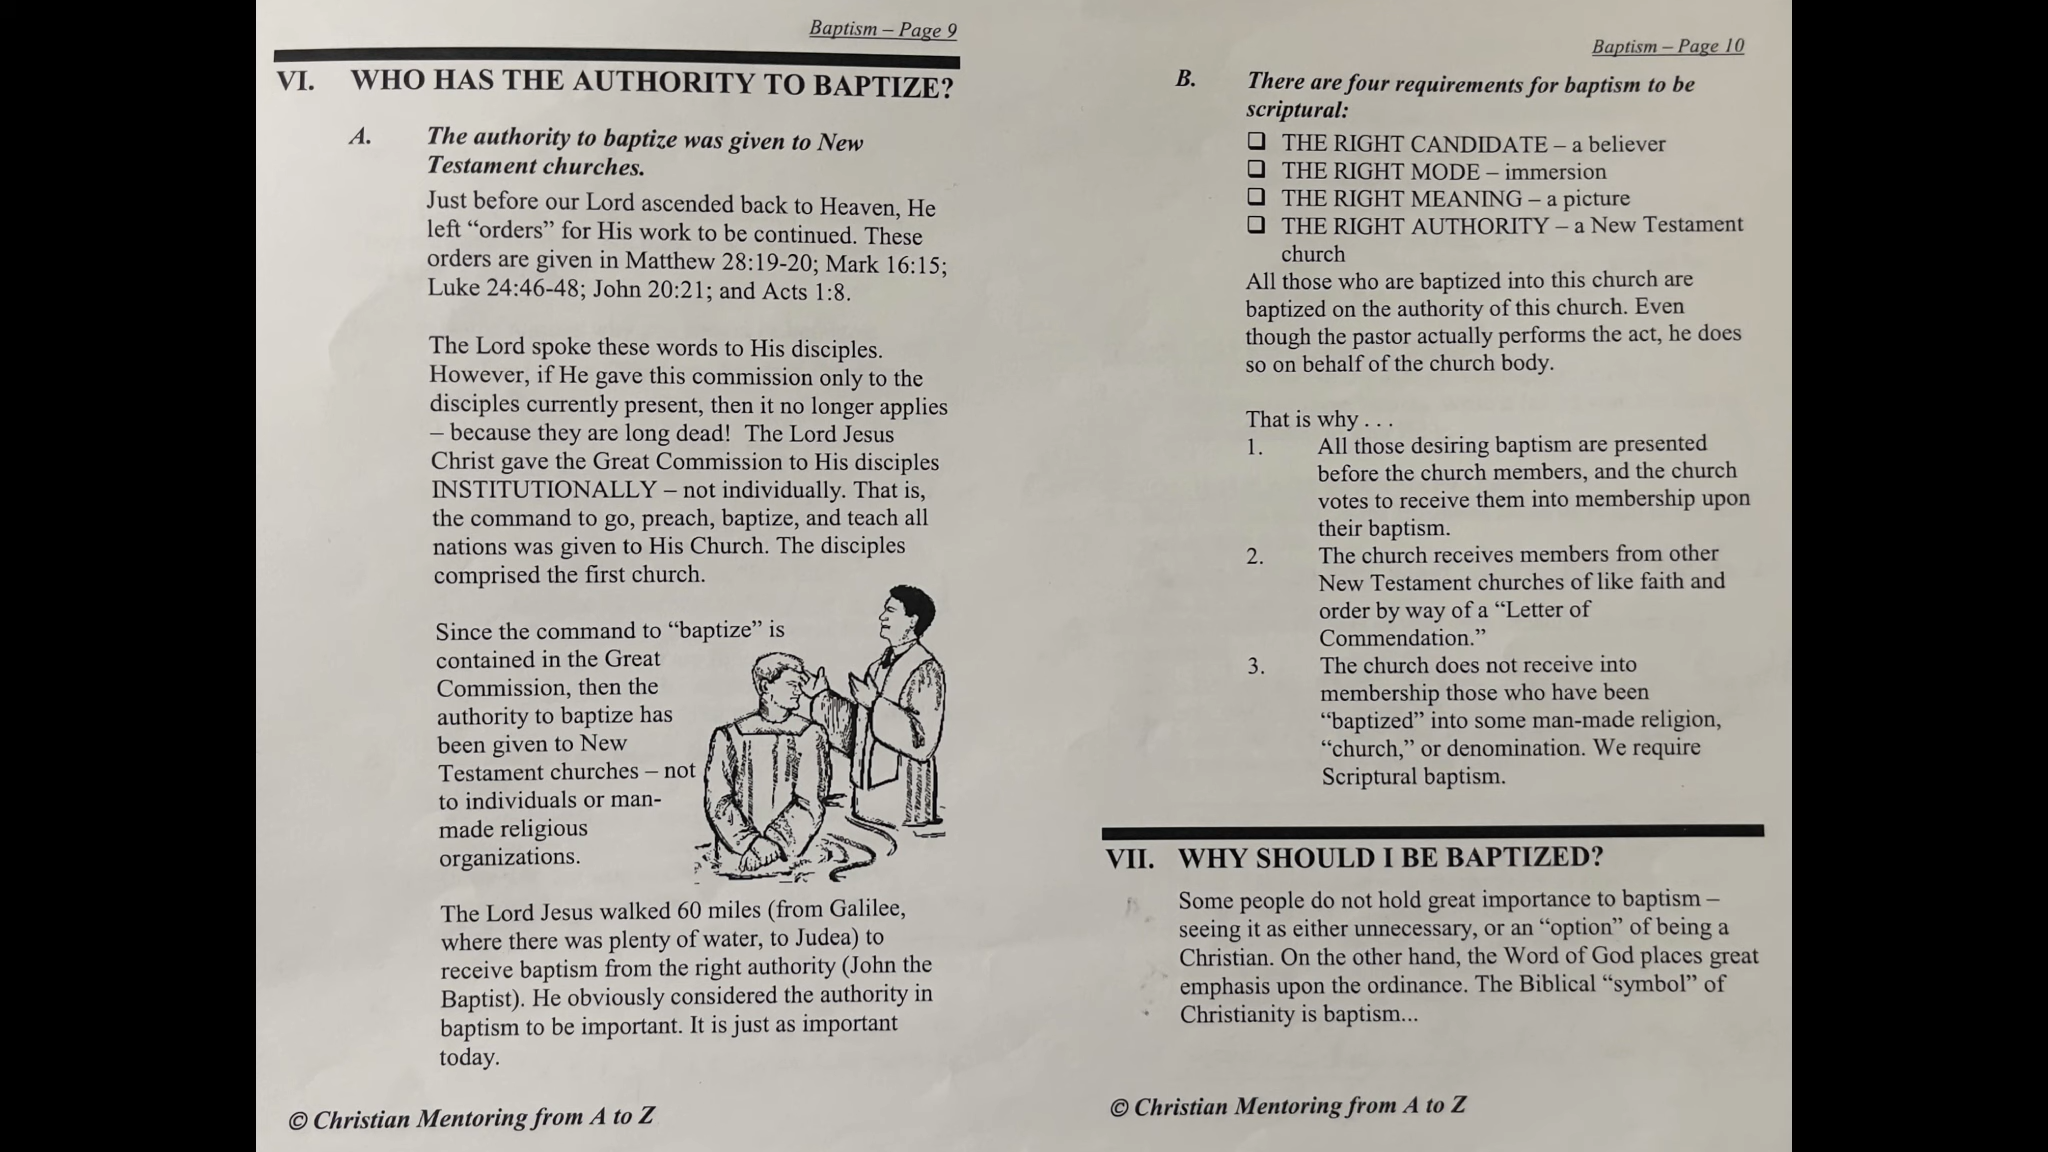 Baptism – Page 9
VI. WHO HAS THE AUTHORITY TO BAPTIZE?
A. The authority to baptize was given to New
Testament churches.
Just before our Lord ascended back to Heaven, He
left “orders” for His work to be continued. These
orders are given in Matthew 28:19-20; Mark 16:15;
Luke 24:46-48; John 20:21; and Acts 1:8.
The Lord spoke these words to His disciples.
However, if He gave this commission only to the
disciples currently present, then it no longer applies
– because they are long dead! The Lord Jesus
Christ gave the Great Commission to His disciples
INSTITUTIONALLY – not individually. That is,
the command to go, preach, baptize, and teach all
nations was given to His Church. The disciples
comprised the first church.
Since the command to “baptize” is
contained in the Great
Commission, then the
authority to baptize has
been given to New
Testament churches – not
to individuals or man-
made religious
organizations.
The Lord Jesus walked 60 miles (from Galilee,
where there was plenty of water, to Judea) to
receive baptism from the right authority (John the
Baptist). He obviously considered the authority in
baptism to be important. It is just as important
today.
© Christian Mentoring from A to Z
Baptism – Page 10
B. There are four requirements for baptism to be
scriptural:
❑ THE RIGHT CANDIDATE – a believer
❑ THE RIGHT MODE – immersion
❑ THE RIGHT MEANING – a picture
❑ THE RIGHT AUTHORITY – a New Testament
church
All those who are baptized into this church are
baptized on the authority of this church. Even
though the pastor actually performs the act, he does
so on behalf of the church body.
That is why . . .
1. All those desiring baptism are presented
before the church members, and the church
votes to receive them into membership upon
their baptism.
2. The church receives members from other
New Testament churches of like faith and
order by way of a “Letter of
Commendation.”
3. The church does not receive into
membership those who have been
“baptized” into some man-made religion,
“church,” or denomination. We require
Scriptural baptism.
VII. WHY SHOULD I BE BAPTIZED?
Some people do not hold great importance to baptism –
seeing it as either unnecessary, or an “option” of being a
Christian. On the other hand, the Word of God places great
emphasis upon the ordinance. The Biblical “symbol” of
Christianity is baptism...
© Christian Mentoring from A to Z